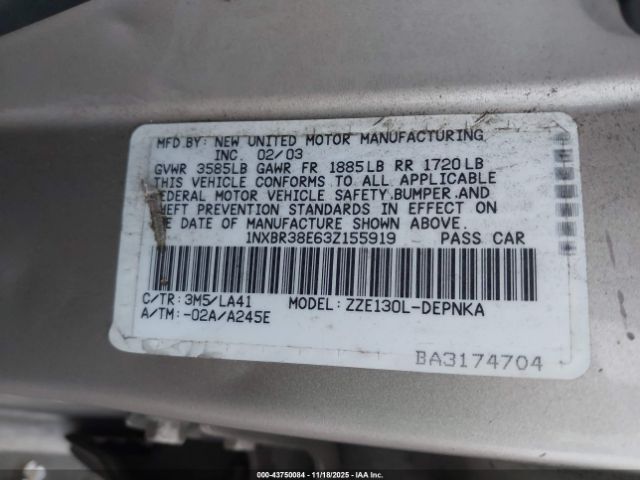 MFD.BY: NEW UNITED MOTOR MANUFACTURING
INC. 02/03
GVWR 3585LB GAWR FR 1885LB RR 1720LB
THIS VEHICLE CONFORMS TO ALL APPLICABLE
FEDERAL MOTOR VEHICLE SAFETY,BUMPER,AND
THEFT PREVENTION STANDARDS IN EFFECT ON
THE DATE OF MANUFACTURE SHOWN ABOVE.
1NXBR38E63Z155919 PASS CAR
C/TR: 3M5/LA41 MODEL: ZZE130L-DEPNKA
A/TM: -02A/A245E
BA3174704
000-43750084 - 11/18/2025 - IAAI.COM